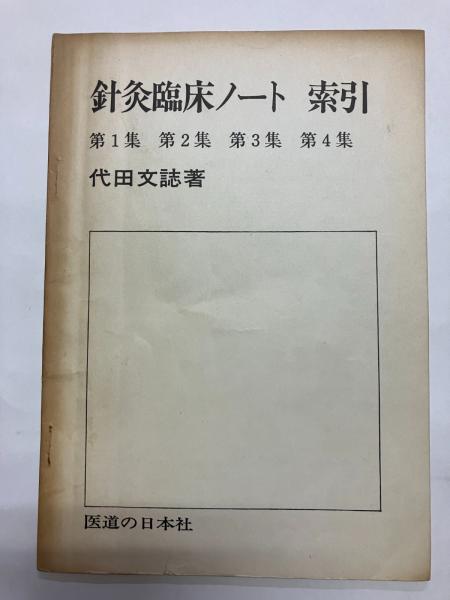 針灸臨床ノート 索引
第1集 第2集 第3集 第4集
代田文誌著
医道の日本社